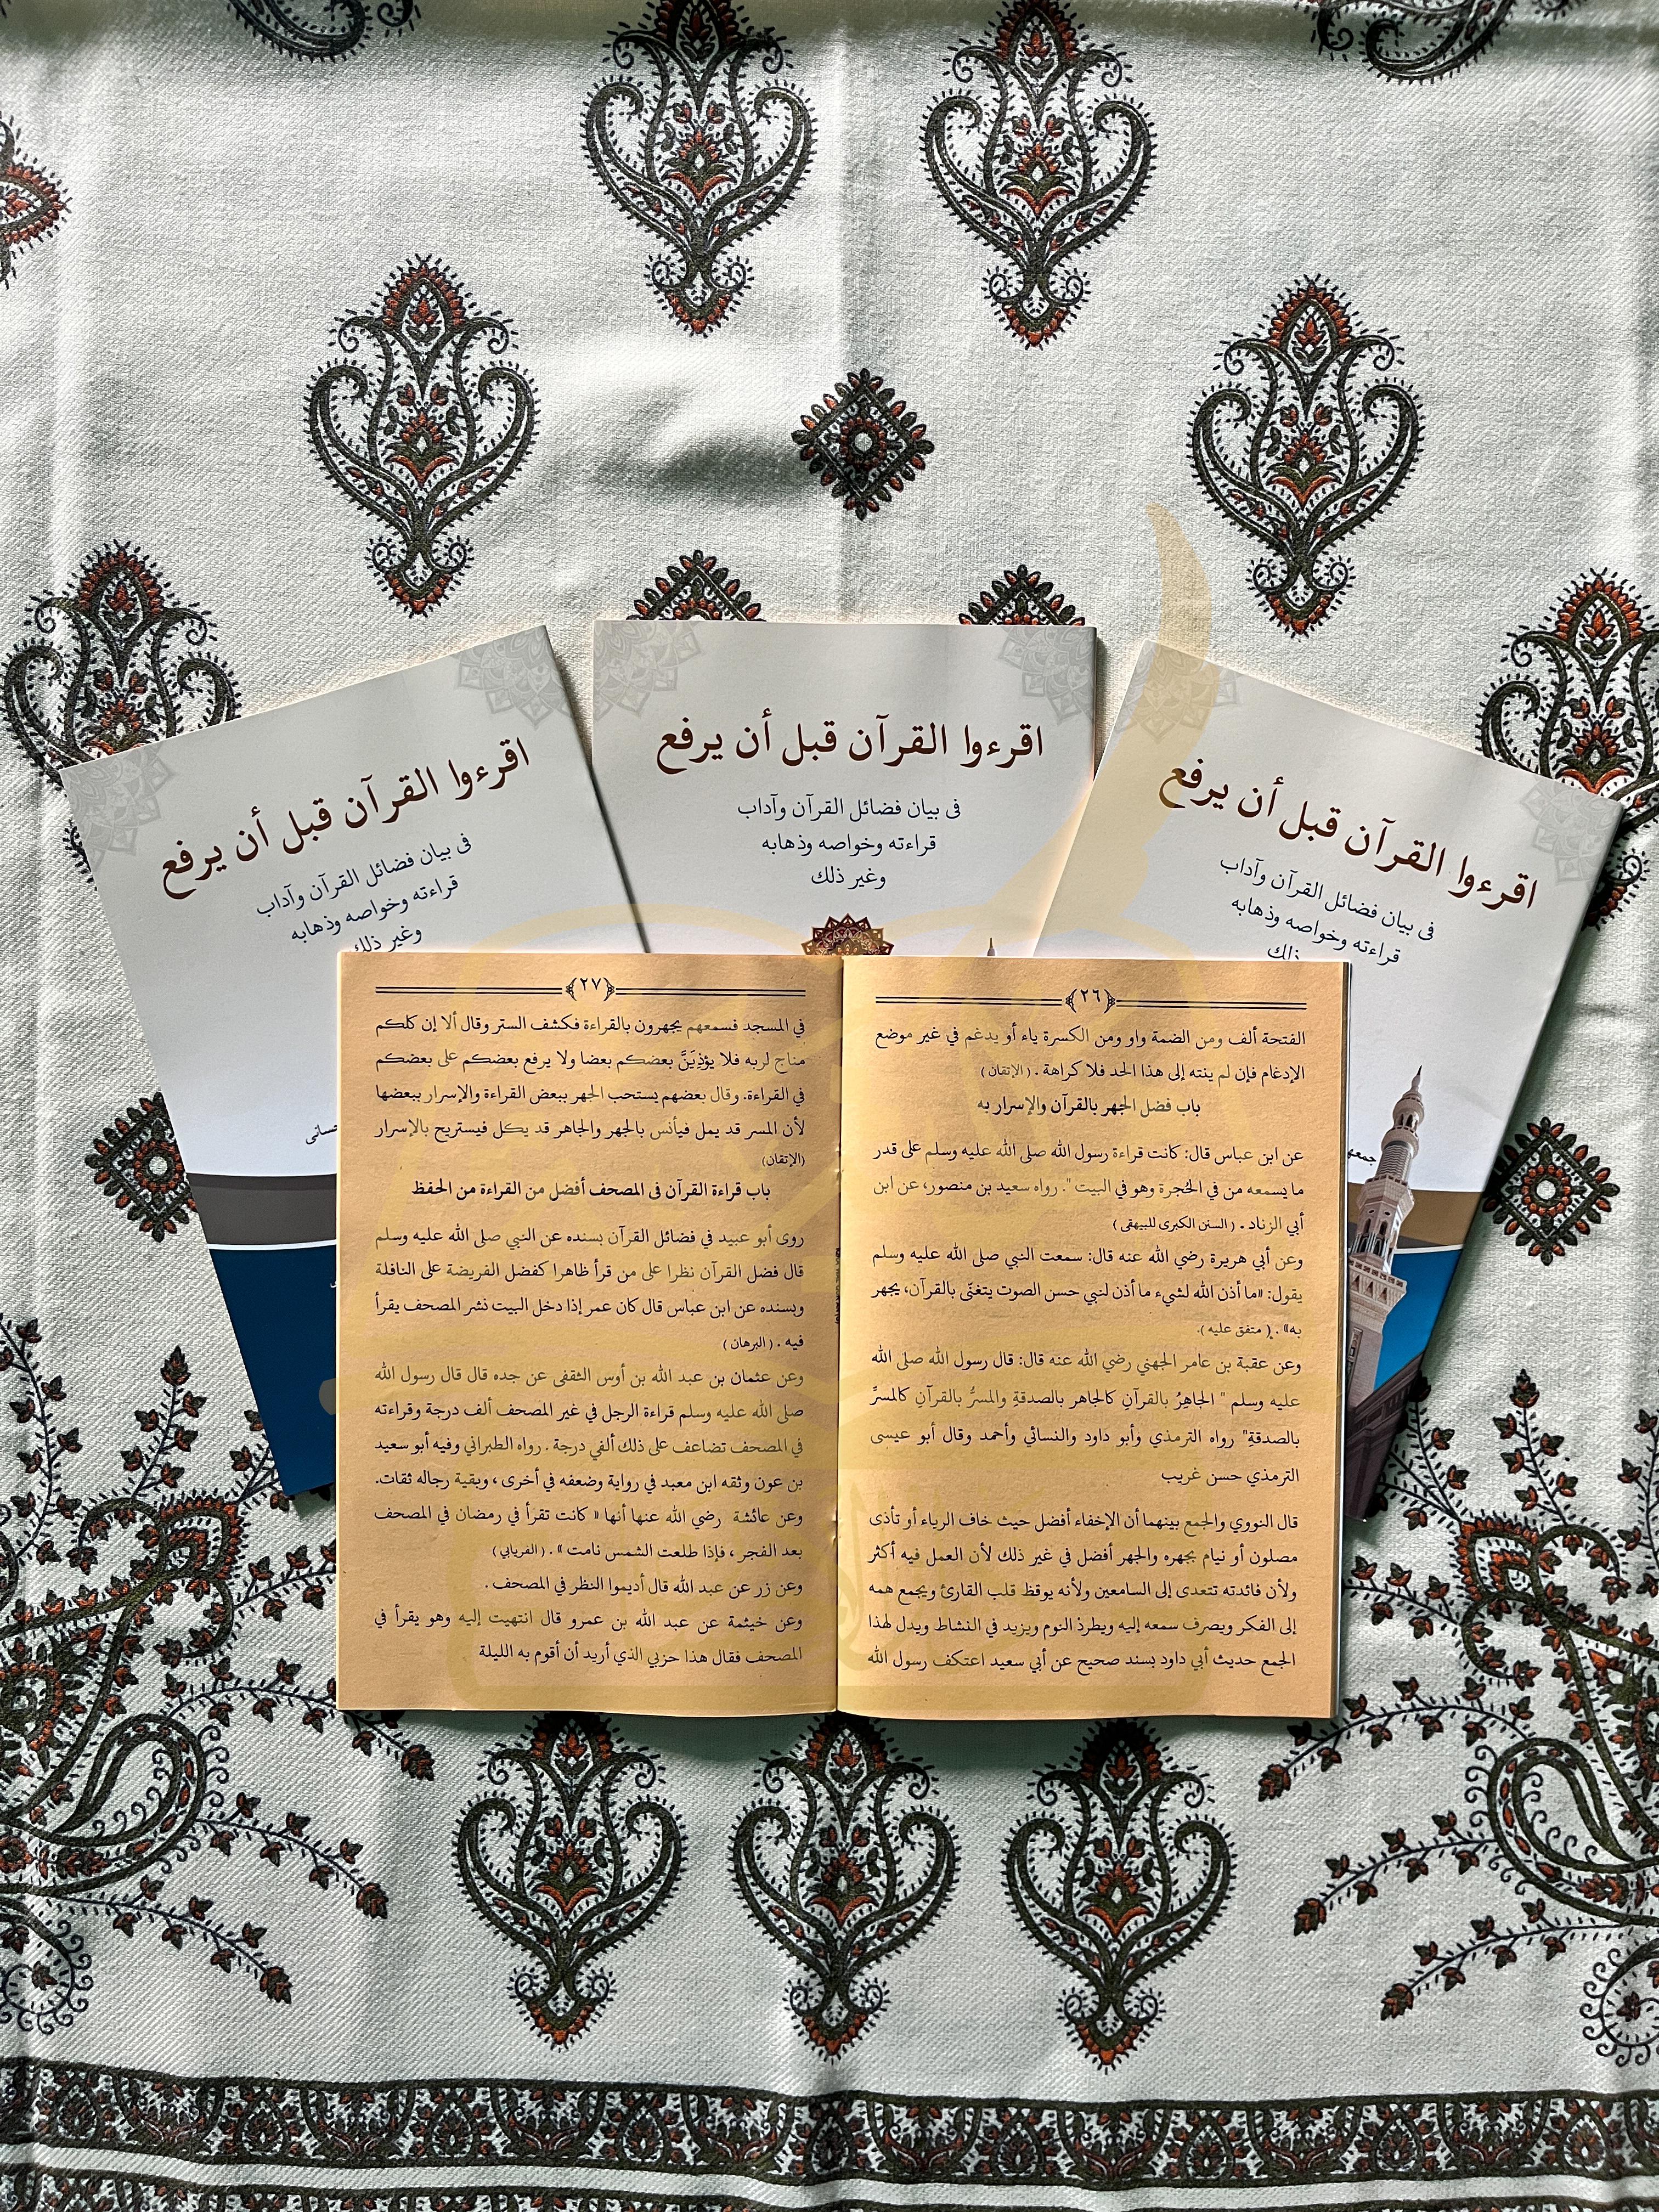 اقرءوا القرآن قبل أن يرفع
فى بيان فضائل القرآن وآداب
قراءته وخواصه وذهابه
وغير ذلك
اقرءوا القرآن قبل أن يرفع
فى بيان فضائل القرآن وآداب
قراءته وخواصه وذهابه
وغير ذلك
اقرءوا القرآن قبل أن يرفع
فى بيان فضائل القرآن وآداب
قراءته وخواصه وذهابه
ذلك
٢٦
الفتحة ألف ومن الضمة واو ومن الكسرة ياء أو يدغم في غير موضع
الإدغام فإن لم ينته إلى هذا الحد فلا كراهة . ( الإتقان )
باب فضل الجهر بالقرآن والإسرار به
عن ابن عباس قال: كانت قراءة رسول الله صلى الله عليه وسلم على قدر
ما يسمعه من في الحُجرة وهو في البيت ". رواه سعيد بن منصور، عن ابن
أبي الزناد . ( السنن الكبرى للبيهقى )
وعن أبي هريرة رضي الله عنه قال: سمعت النبي صلى الله عليه وسلم
يقول: «ما أذن الله لشيء ما أذن لنبي حسن الصوت يتغنّى بالقرآن، يجهر
به» . ( متفق عليه ).
وعن عقبة بن عامر الجهني رضي الله عنه قال: قال رسول الله صلى الله
عليه وسلم " الجاهِرُ بالقرآنِ كالجاهر بالصدقةِ والمسرُّ بالقرآنِ كالمسرِّ
بالصدقةِ" رواه الترمذي وأبو داود والنسائي وأحمد وقال أبو عيسى
الترمذي حسن غريب
قال النووي والجمع بينهما أن الإخفاء أفضل حيث خاف الرياء أو تأذى
مصلون أو نيام بجهره والجهر أفضل في غير ذلك لأن العمل فيه أكثر
ولأن فائدته تتعدى إلى السامعين ولأنه يوقظ قلب القارئ ويجمع همه
إلى الفكر ويصرف سمعه إليه ويطرد النوم ويزيد في النشاط ويدل لهذا
الجمع حديث أبي داود بسند صحيح عن أبي سعيد اعتكف رسول الله
٢٧
في المسجد فسمعهم يجهرون بالقراءة فكشف الستر وقال ألا إن كلكم
مناج لربه فلا يؤذِيَنَّ بعضكم بعضا ولا يرفع بعضكم على بعضكم
في القراءة. وقال بعضهم يستحب الجهر ببعض القراءة والإسرار ببعضها
لأن المسر قد يمل فيأنس بالجهر والجاهر قد يكل فيستريح بالإسرار
(الإتقان)
باب قراءة القرآن فى المصحف أفضل من القراءة من الحفظ
روى أبو عبيد في فضائل القرآن بسنده عن النبي صلى الله عليه وسلم
قال فضل القرآن نظرا على من قرأ ظاهرا كفضل الفريضة على النافلة
وبسنده عن ابن عباس قال كان عمر إذا دخل البيت نشر المصحف يقرأ
فيه . ( البرهان )
وعن عثمان بن عبد الله بن أوس الثقفى عن جده قال قال رسول الله
صلى الله عليه وسلم قراءة الرجل في غير المصحف ألف درجة وقراءته
في المصحف تضاعف على ذلك ألفي درجة . رواه الطبراني وفيه أبو سعيد
بن عون وثقه ابن معبد في رواية وضعفه في أخرى ، وبقية رجاله ثقات.
وعن عائشة رضي الله عنها أنها « كانت تقرأ في رمضان في المصحف
بعد الفجر ، فإذا طلعت الشمس نامت » . ( الفريابي )
وعن زر عن عبد الله قال أديموا النظر في المصحف .
وعن خيثمة عن عبد الله بن عمرو قال انتهيت إليه وهو يقرأ في
المصحف فقال هذا حزبي الذي أريد أن أقوم به الليلة